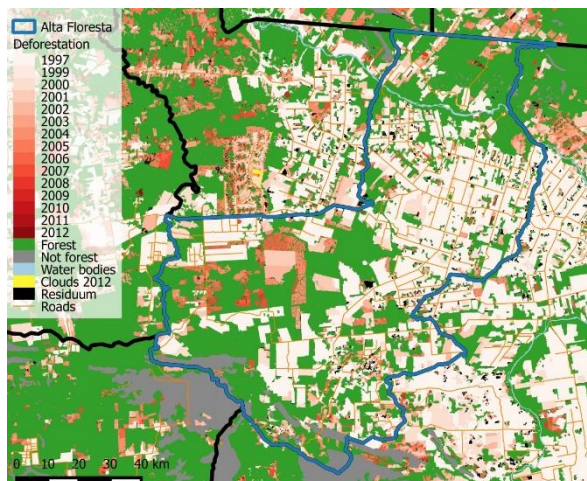 Alta Floresta
Deforestation
1997
1999
2000
2001
2002
2003
2004
2005
2006
2007
2008
2009
2010
2011
2012
Forest
Not forest
Water bodies
Clouds 2012
Residuum
Roads
0 10 20 30 40 km